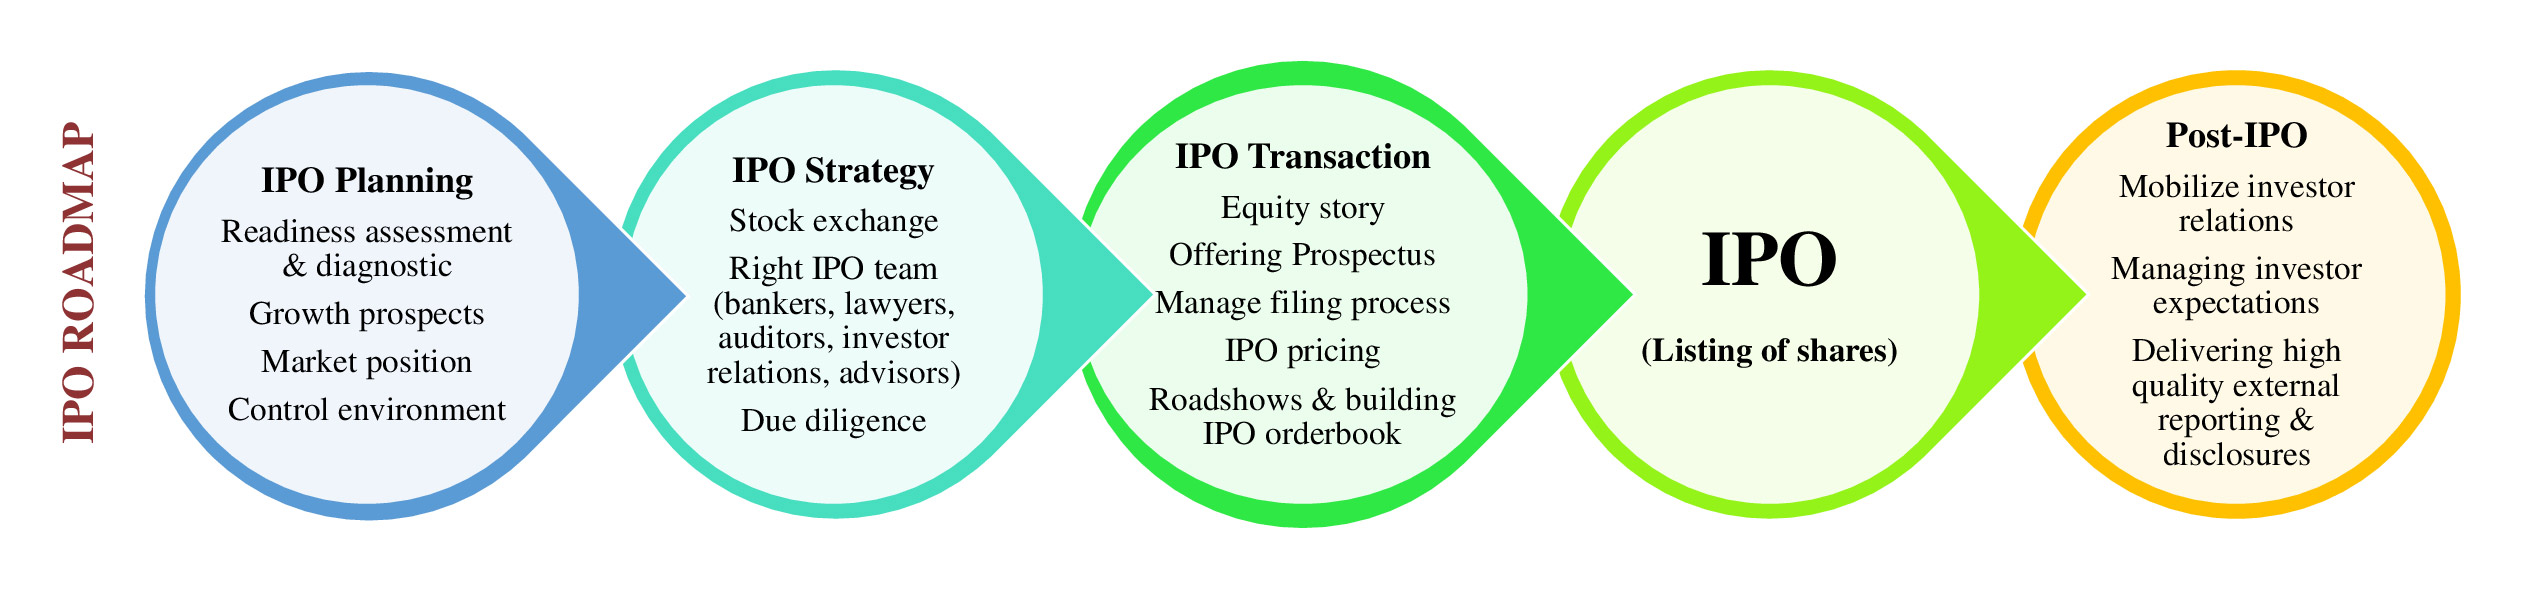 IPO ROADMAP
IPO Planning
Readiness assessment
& diagnostic
Growth prospects
Market position
Control environment
IPO Strategy
Stock exchange
Right IPO team
(bankers, lawyers,
auditors, investor
relations, advisors)
Due diligence
IPO Transaction
Equity story
Offering Prospectus
Manage filing process
IPO pricing
Roadshows & building
IPO orderbook
IPO
(Listing of shares)
Post-IPO
Mobilize investor
relations
Managing investor
expectations
Delivering high
quality external
reporting &
disclosures